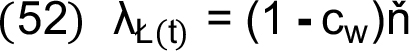 (52) λŁ(t) = (1 - cw)ň